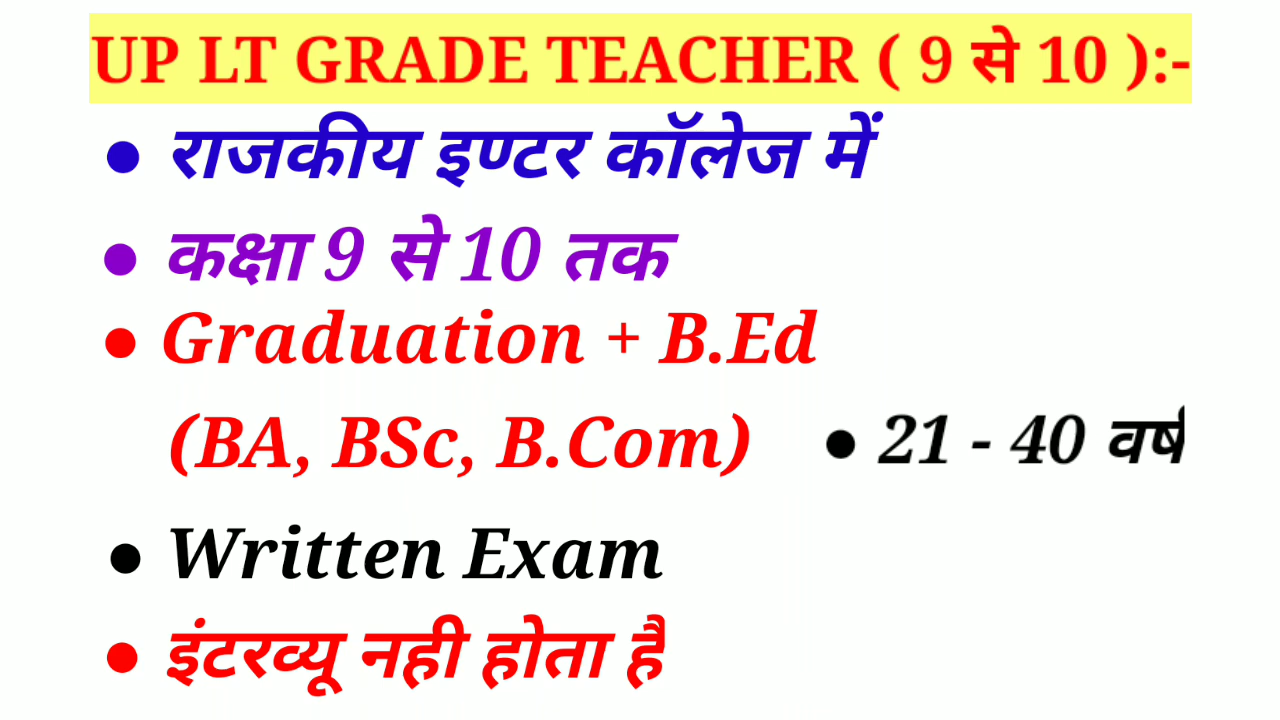 UP LT GRADE TEACHER ( 9 से 10 ):-
• राजकीय इण्टर कॉलेज में
• कक्षा 9 से 10 तक
• Graduation + B.Ed
(BA, BSc, B.Com) • 21 - 40 वर्ष
• Written Exam
• इंटरव्यू नही होता है